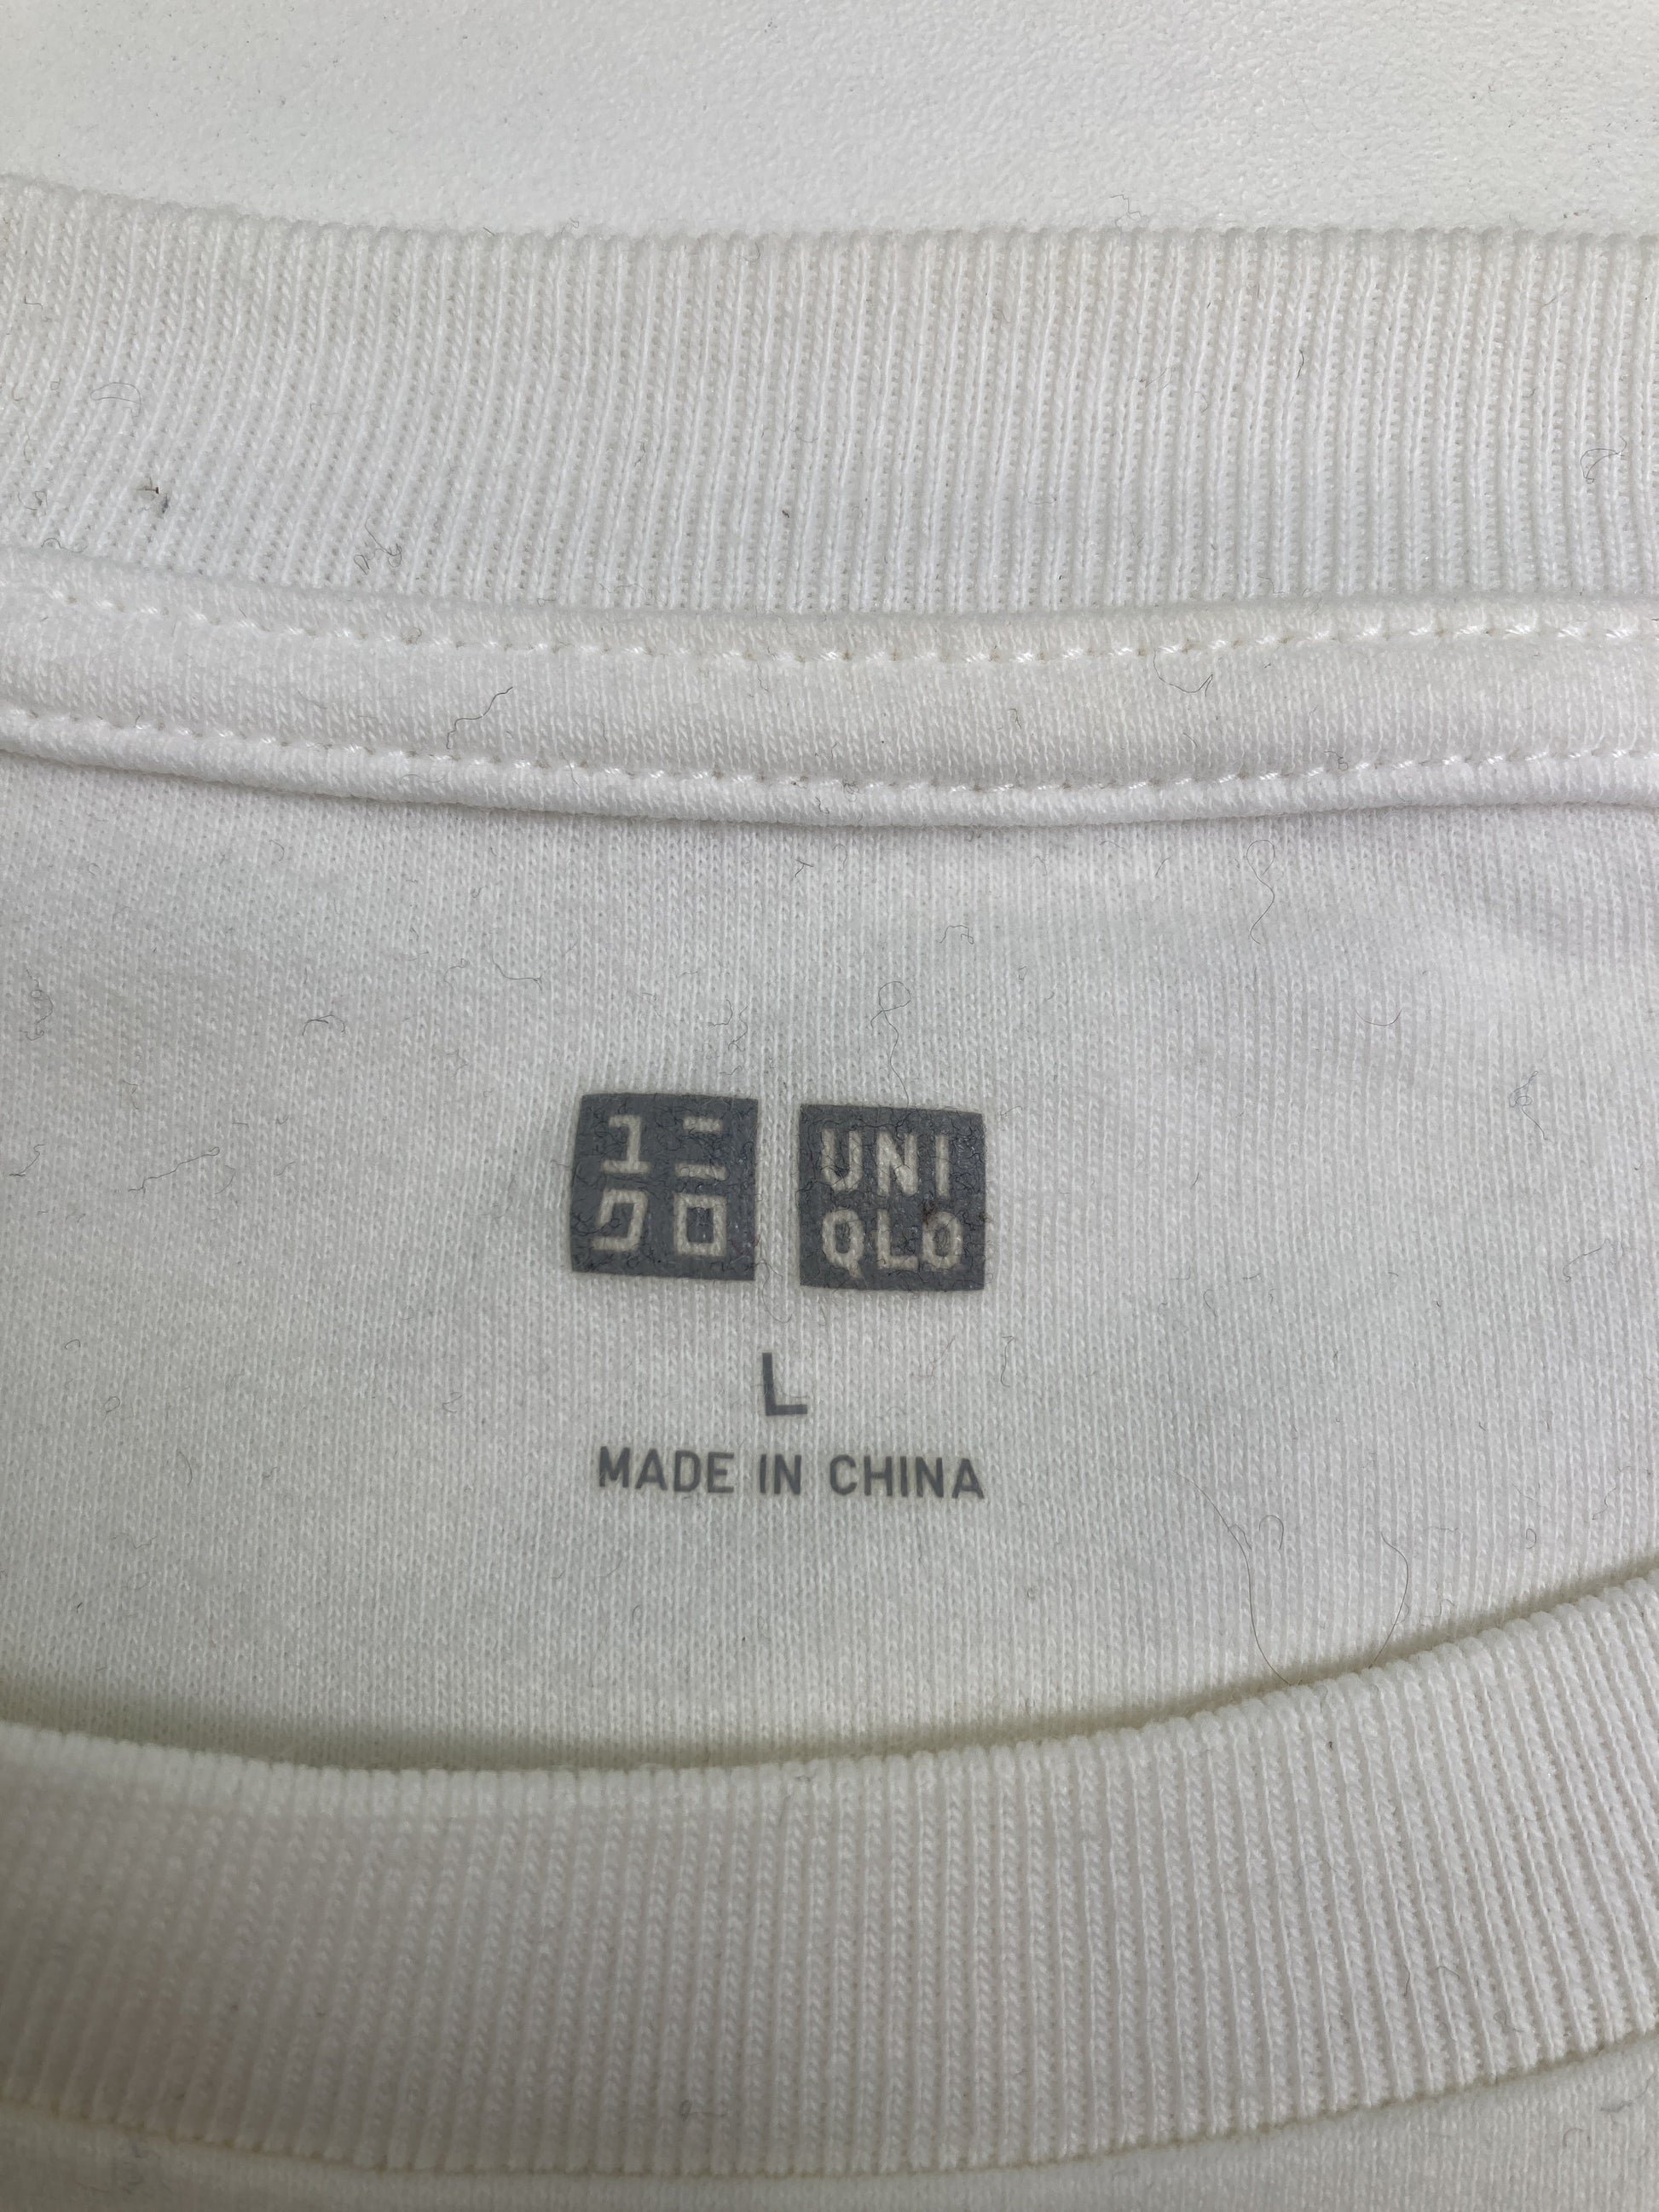 ユニ UNI
クロ QLO
L
MADE IN CHINA